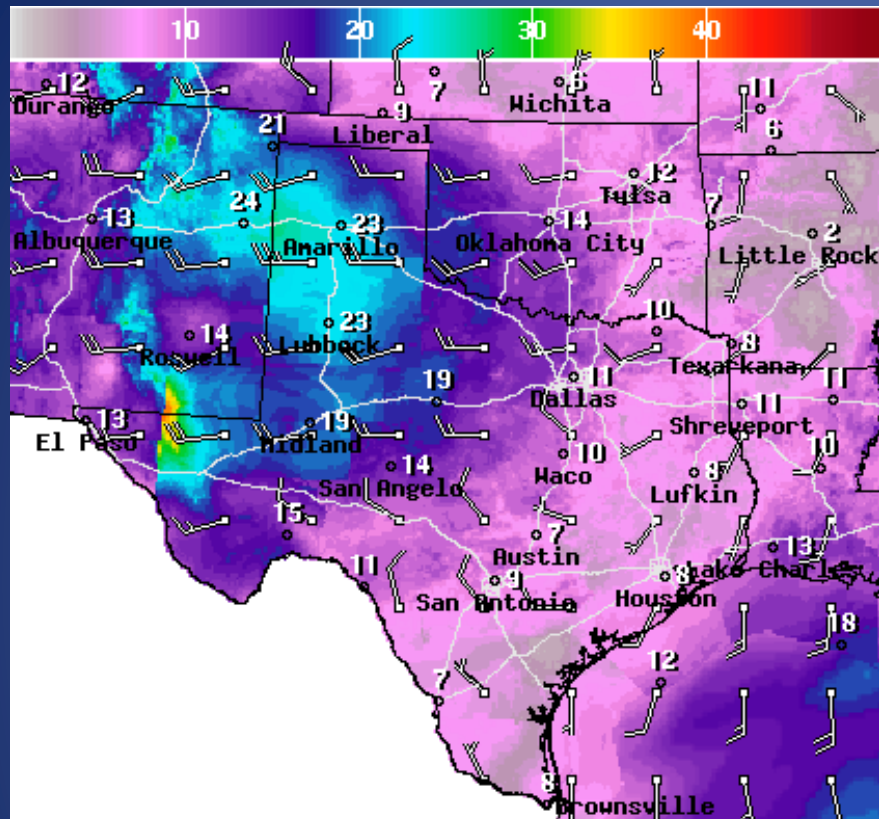 10 20 30 40
12 7 6 11
Durango Wichita
9
Liberal
21 6
12
Tulsa
13 24 23 14 7 2
Albuquerque Amarillo Oklahoma City Little Rock
14 23 10 8
Roswell Lubbock Texarkana
19 11
Dallas
13 19 11 11
El Paso Midland Shreveport
14 10 8 10
San Angelo Waco Lufkin
15 7 13
Austin Lake Charles
11 9 8
San Antonio Houston
18
7 12
8
Brownsville